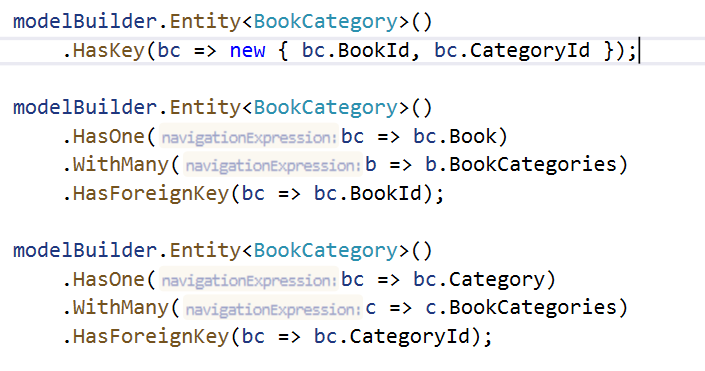 modelBuilder.Entity<BookCategory>()
.HasKey(bc => new { bc.BookId, bc.CategoryId });
modelBuilder.Entity<BookCategory>()
.HasOne( navigationExpression: bc => bc.Book)
.WithMany( navigationExpression: b => b.BookCategories)
.HasForeignKey(bc => bc.BookId);
modelBuilder.Entity<BookCategory>()
.HasOne( navigationExpression: bc => bc.Category)
.WithMany( navigationExpression: c => c.BookCategories)
.HasForeignKey(bc => bc.CategoryId);